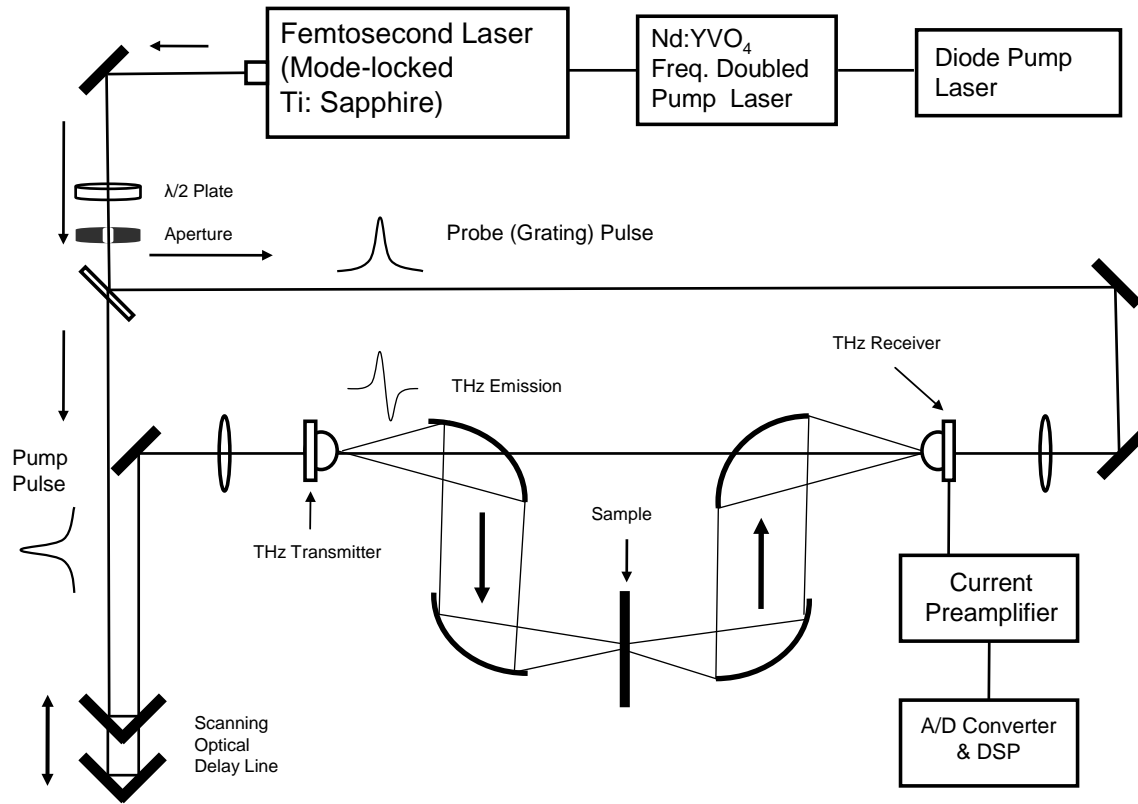 Femtosecond Laser
(Mode-locked
Ti: Sapphire)
Nd:YVO4
Freq. Doubled
Pump Laser
Diode Pump
Laser
λ/2 Plate
Aperture
Probe (Grating) Pulse
THz Receiver
THz Emission
Pump
Pulse
THz Transmitter
Sample
Current
Preamplifier
Scanning
Optical
Delay Line
A/D Converter
& DSP